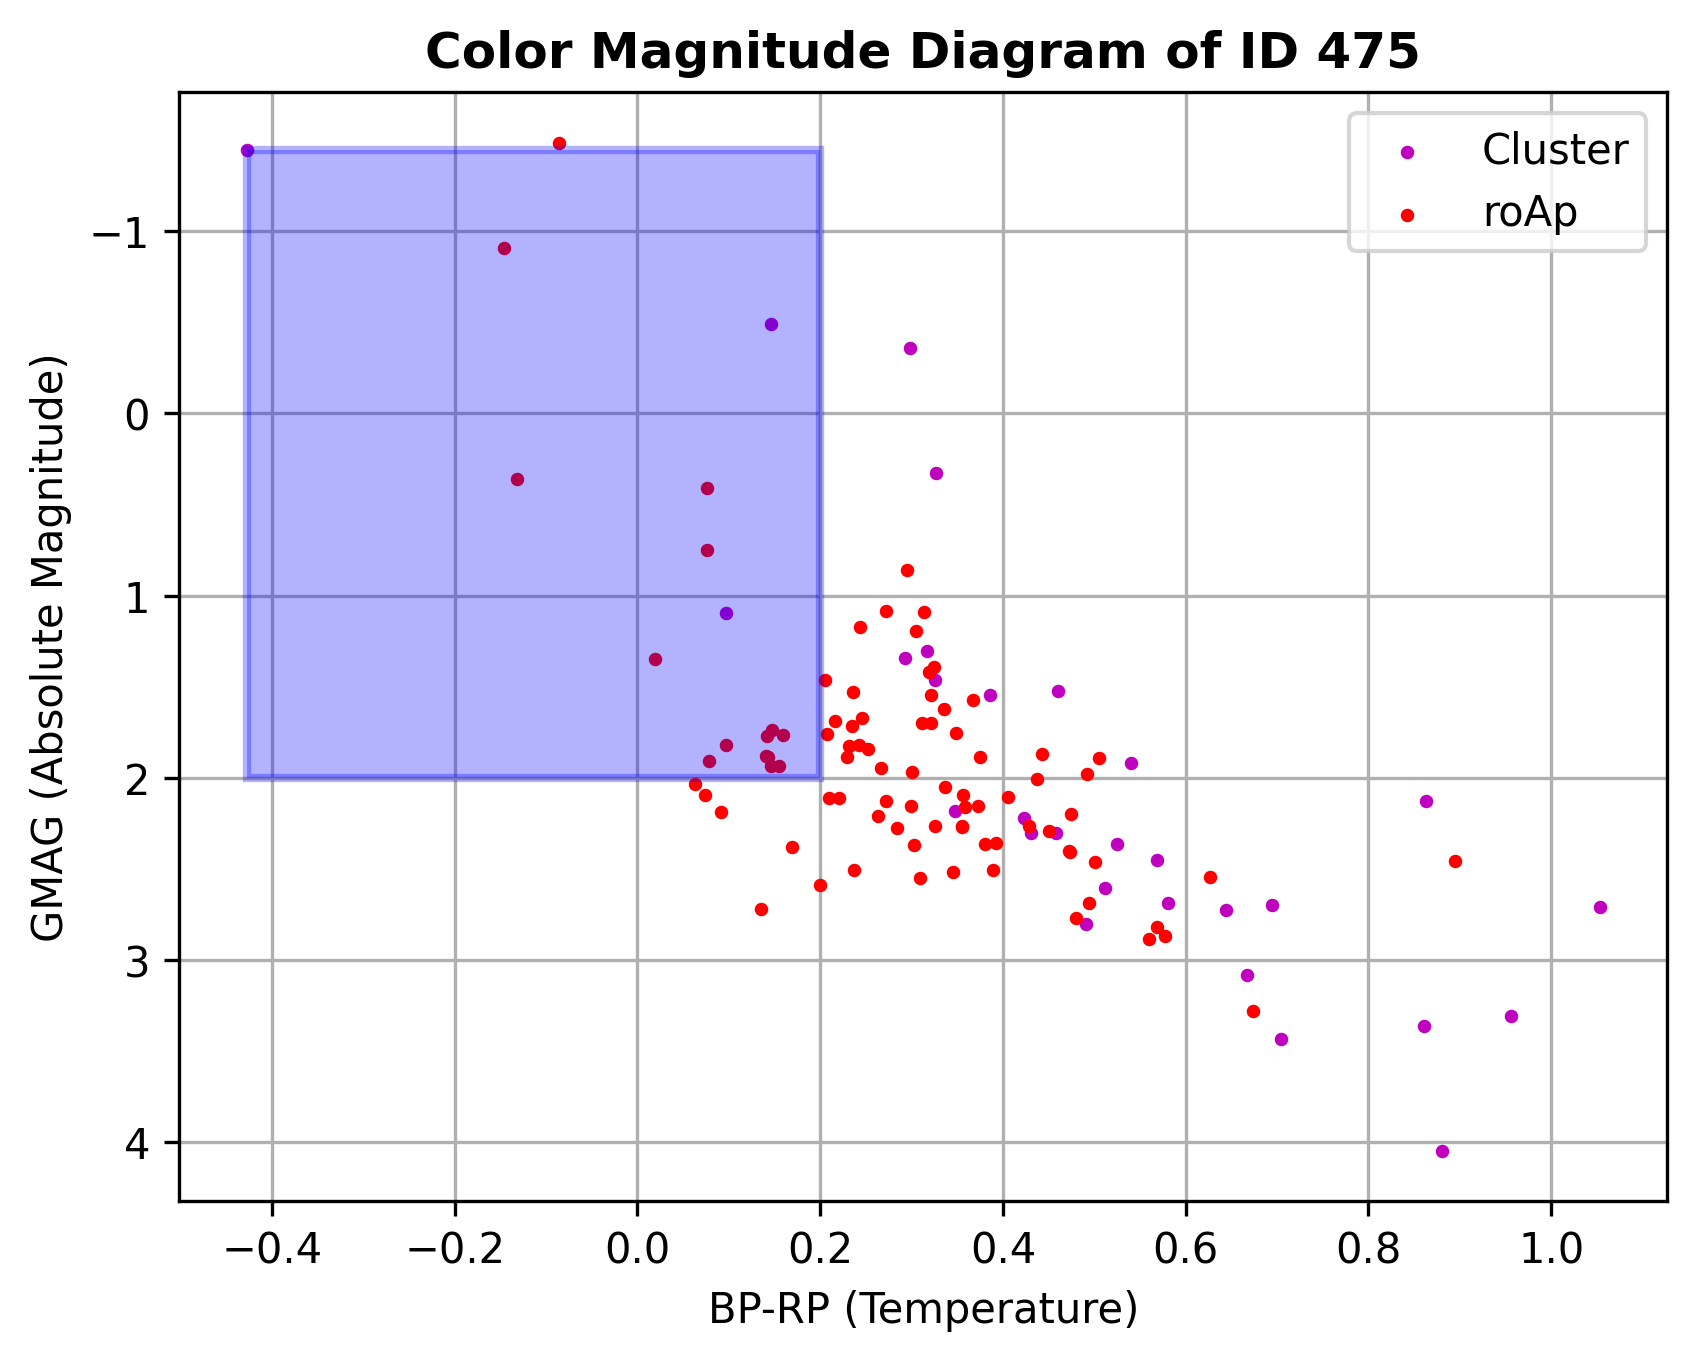 Color Magnitude Diagram of ID 475
Cluster
roAp
GMAG (Absolute Magnitude)
−1
0
1
2
3
4
−0.4
−0.2
0.0
0.2
0.4
0.6
0.8
1.0
BP-RP (Temperature)